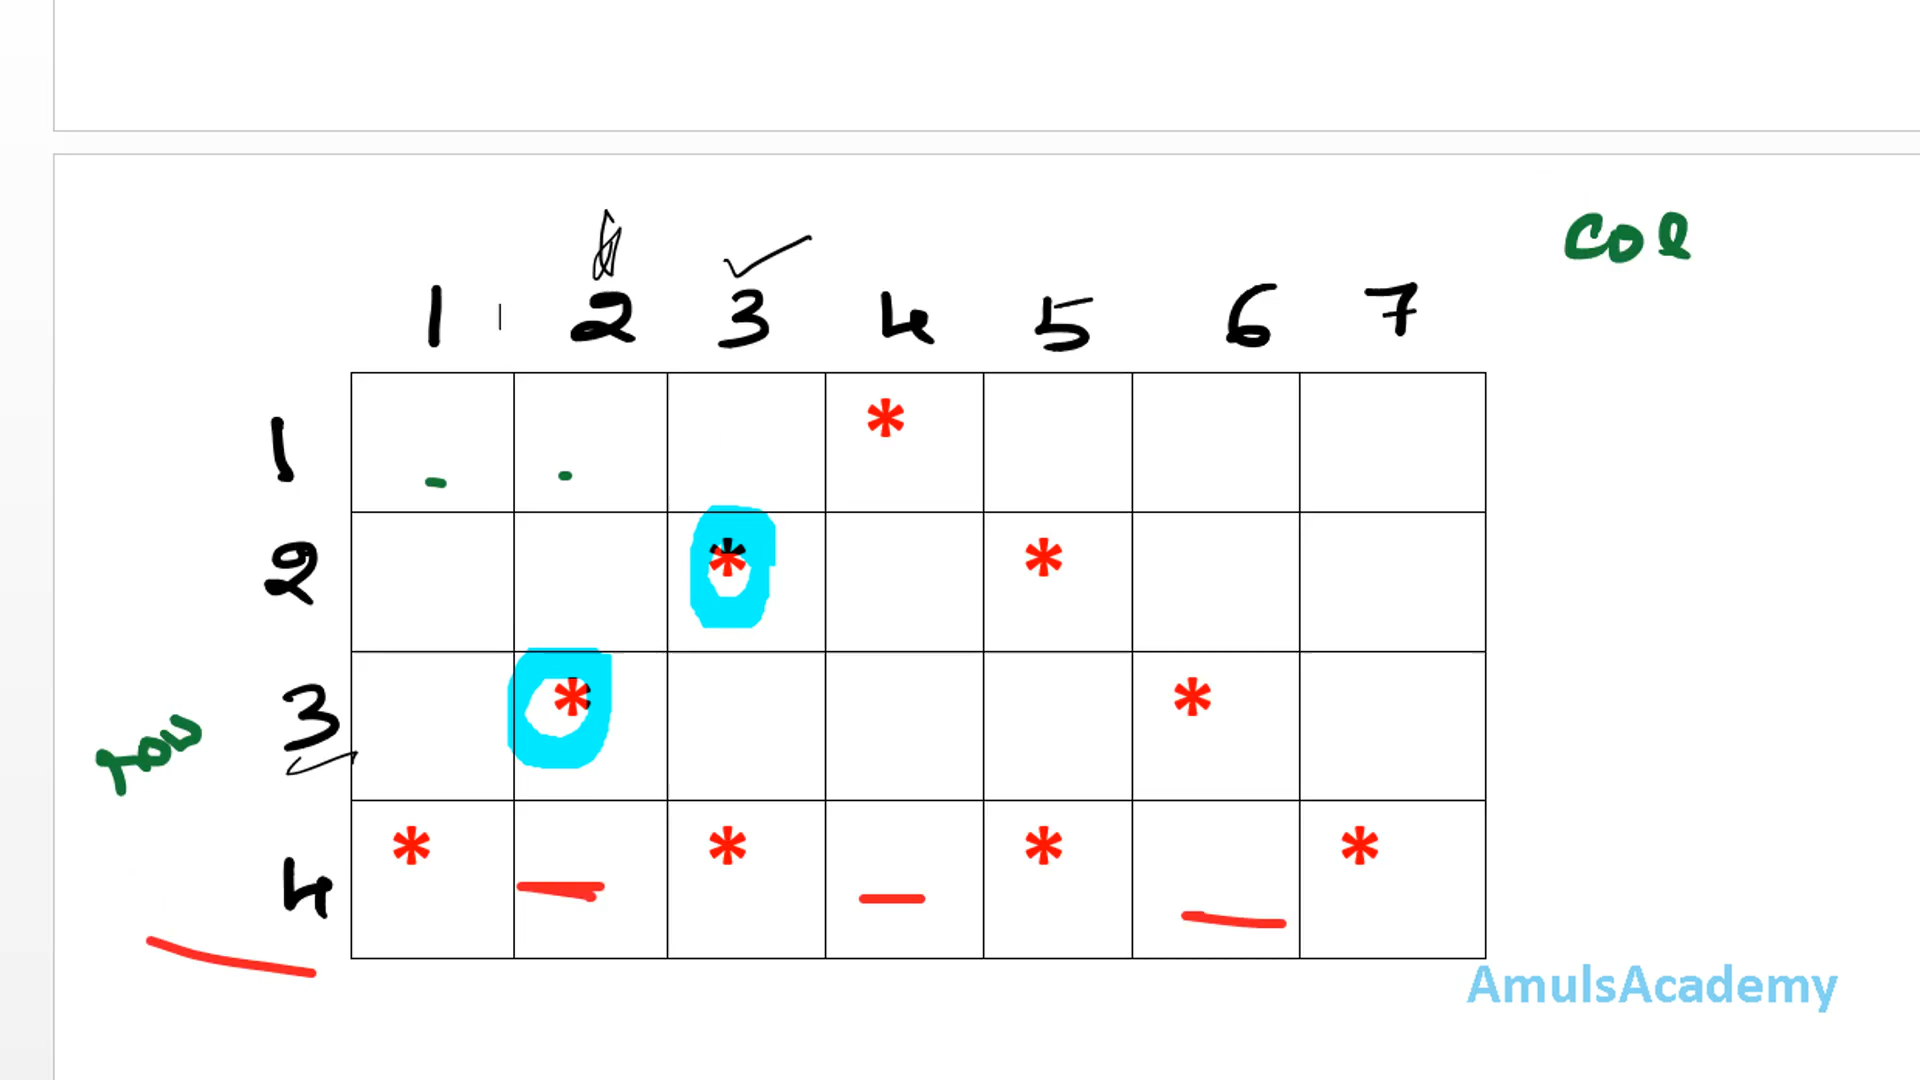 col
1 2 3 4 5 6 7
1 *
2 * *
row 3 * *
4 * * * *
AmulsAcademy